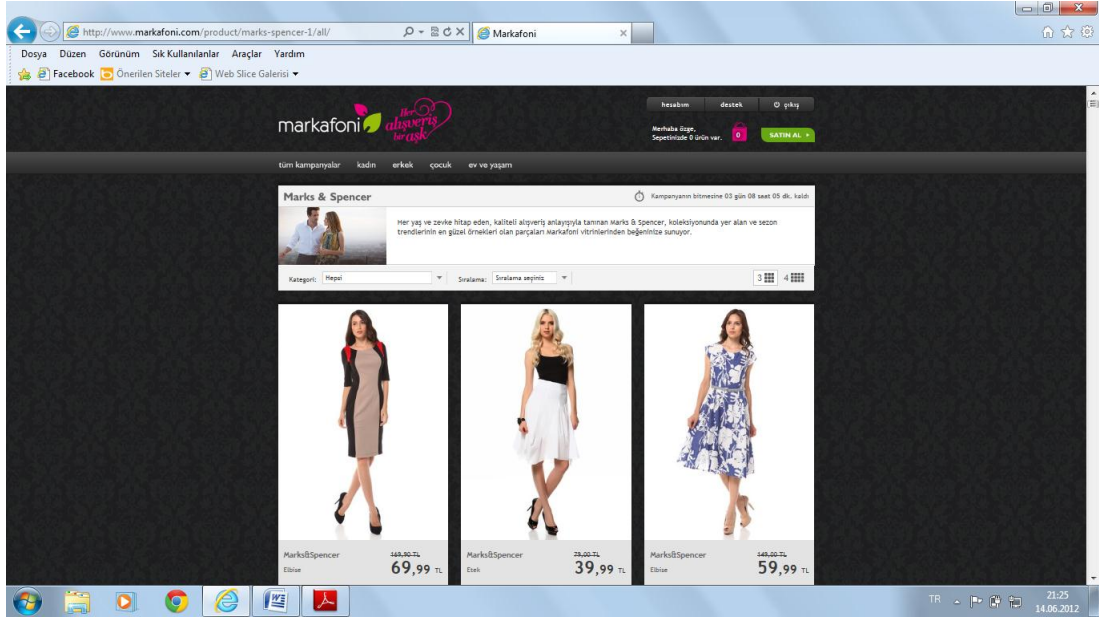 http://www.markafoni.com/product/marks-spencer-1/all/
Markafoni
Dosya Düzen Görünüm Sık Kullanılanlar Araçlar Yardım
Facebook Önerilen Siteler Web Slice Galerisi
markafoni
Her alışveriş bir aşk
hesabım destek çıkış
Merhaba özge,
Sepetinizde 0 ürün var.
0
SATIN AL
tüm kampanyalar kadın erkek çocuk ev ve yaşam
Marks & Spencer
Kampanyanın bitmesine 03 gün 08 saat 05 dk. kaldı
Her yaş ve zevke hitap eden, kaliteli alışveriş anlayışıyla tanınan Marks & Spencer, koleksiyonunda yer alan ve sezon
trendlerinin en güzel örnekleri olan parçaları Markafoni vitrinlerinden beğeninize sunuyor.
Kategori: Hepsi Sıralama: Sıralama seçiniz 3 4
Marks&Spencer 169,90 TL
Elbise 69,99 TL
Marks&Spencer 79,00 TL
Etek 39,99 TL
Marks&Spencer 149,00 TL
Elbise 59,99 TL
TR
21:25
14.06.2012